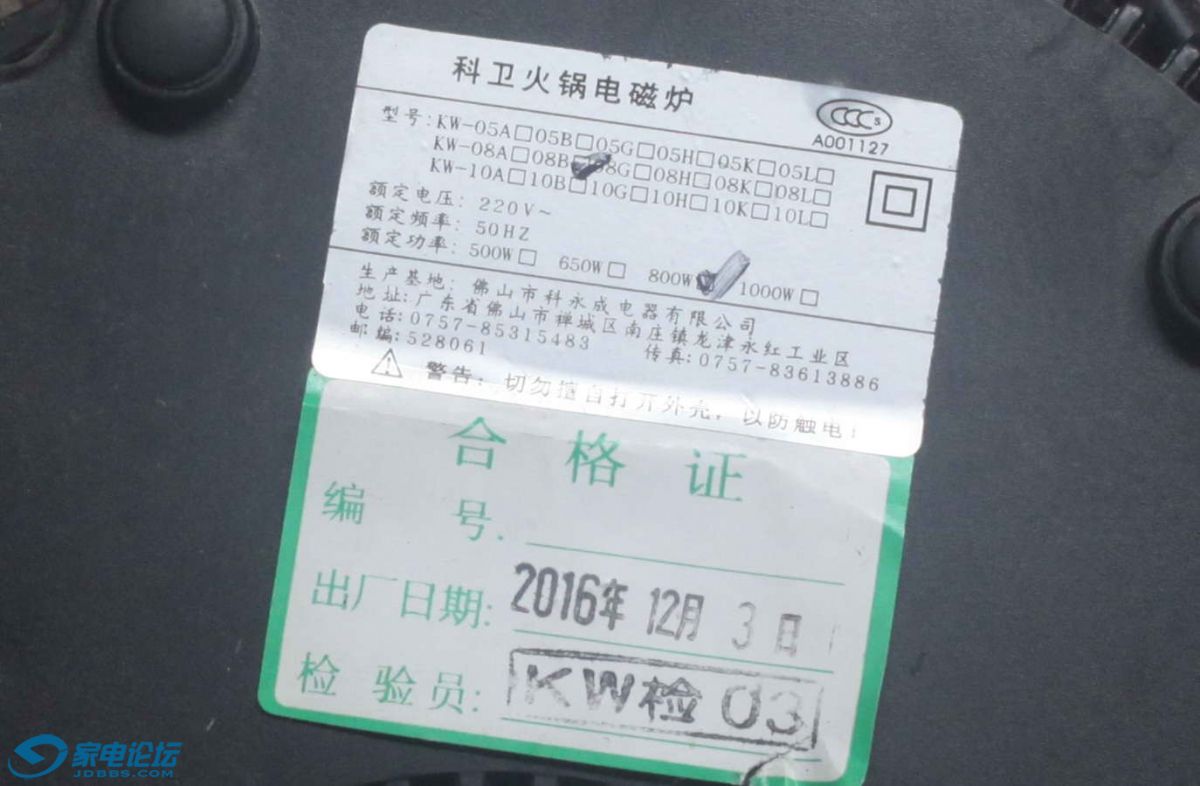 科卫火锅电磁炉
CCC S
A001127
型号:KW-05A□05B□05G□05H□05K□05L□
KW-08A□08B 08G□08H□08K□08L□
KW-10A□10B□10G□10H□10K□10L□
额定电压: 220V~
额定频率: 50HZ
额定功率: 500W□ 650W□ 800W 1000W□
生产基地: 佛山市科永成电器有限公司
地址:广东省佛山市禅城区南庄镇龙津永红工业区
电话:0757-85315483 传真:0757-83613886
邮编:528061
警告: 切勿擅自打开外壳, 以防触电!
合格证
编号:
出厂日期: 2016年 12月 3日
检验员: KW检 03
家电论坛
JDBBS.COM